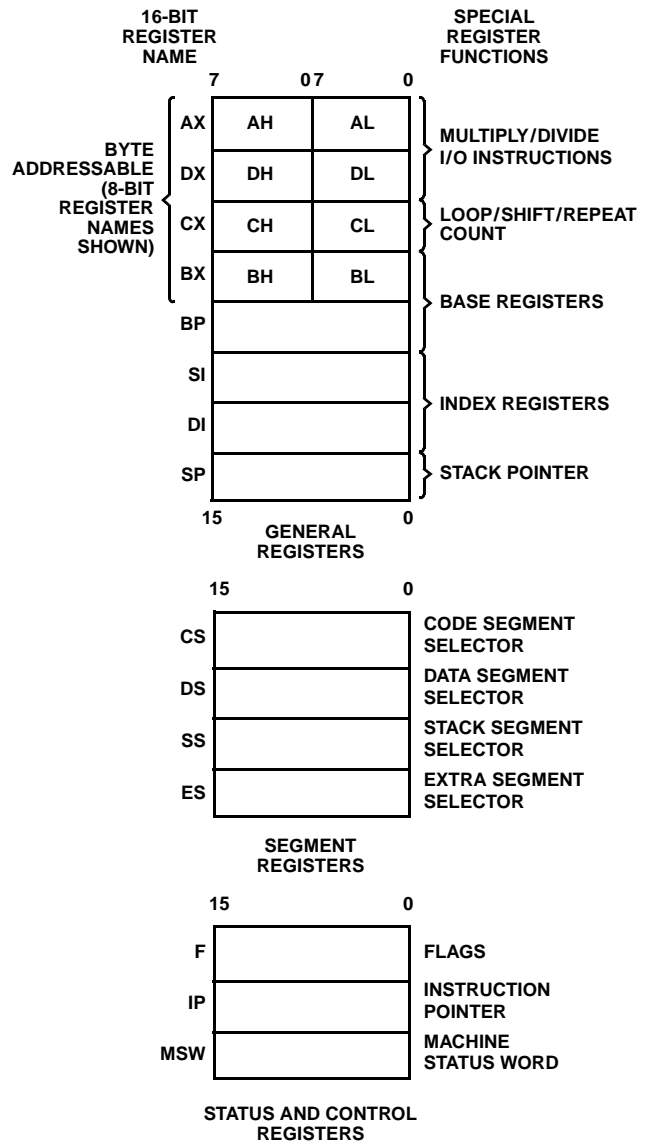 16-BIT
REGISTER
NAME
SPECIAL
REGISTER
FUNCTIONS
7 0 7 0
BYTE
ADDRESSABLE
(8-BIT
REGISTER
NAMES
SHOWN)
AX AH AL
DX DH DL
MULTIPLY/DIVIDE
I/O INSTRUCTIONS
CX CH CL
LOOP/SHIFT/REPEAT
COUNT
BX BH BL
BP
BASE REGISTERS
SI
DI
INDEX REGISTERS
SP
STACK POINTER
15 0
GENERAL
REGISTERS
15 0
CS
CODE SEGMENT
SELECTOR
DS
DATA SEGMENT
SELECTOR
SS
STACK SEGMENT
SELECTOR
ES
EXTRA SEGMENT
SELECTOR
SEGMENT
REGISTERS
15 0
F
FLAGS
IP
INSTRUCTION
POINTER
MSW
MACHINE
STATUS WORD
STATUS AND CONTROL
REGISTERS